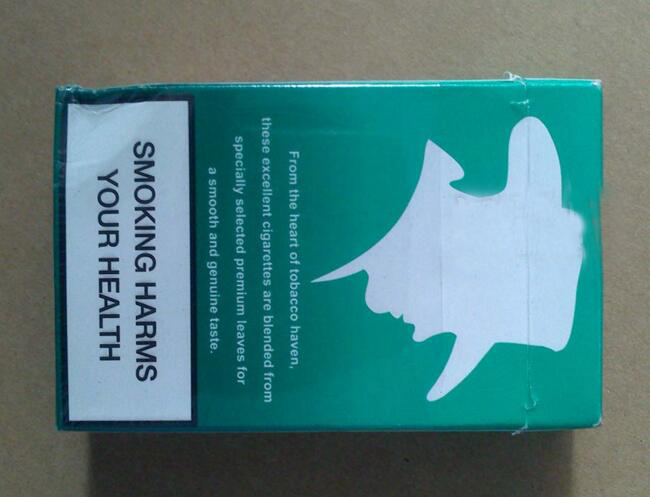 From the heart of tobacco haven,
these excellent cigarettes are blended from
specially selected premium leaves for
a smooth and genuine taste.
SMOKING HARMS
YOUR HEALTH